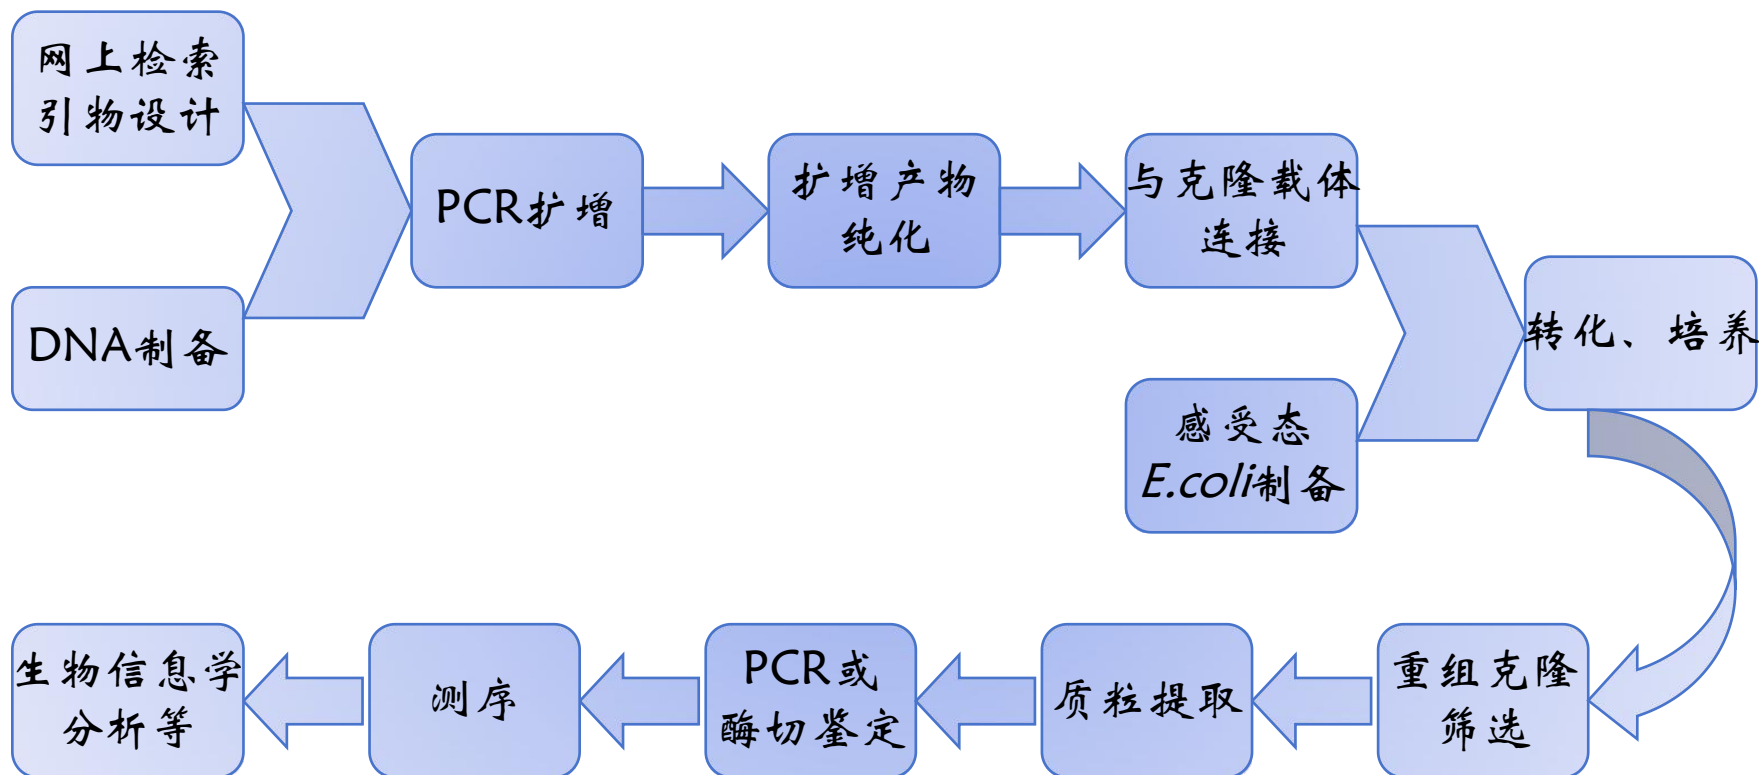 网上检索
引物设计
DNA制备
PCR扩增
扩增产物
纯化
与克隆载体
连接
感受态
E.coli制备
转化、培养
重组克隆
筛选
质粒提取
PCR或
酶切鉴定
测序
生物信息学
分析等